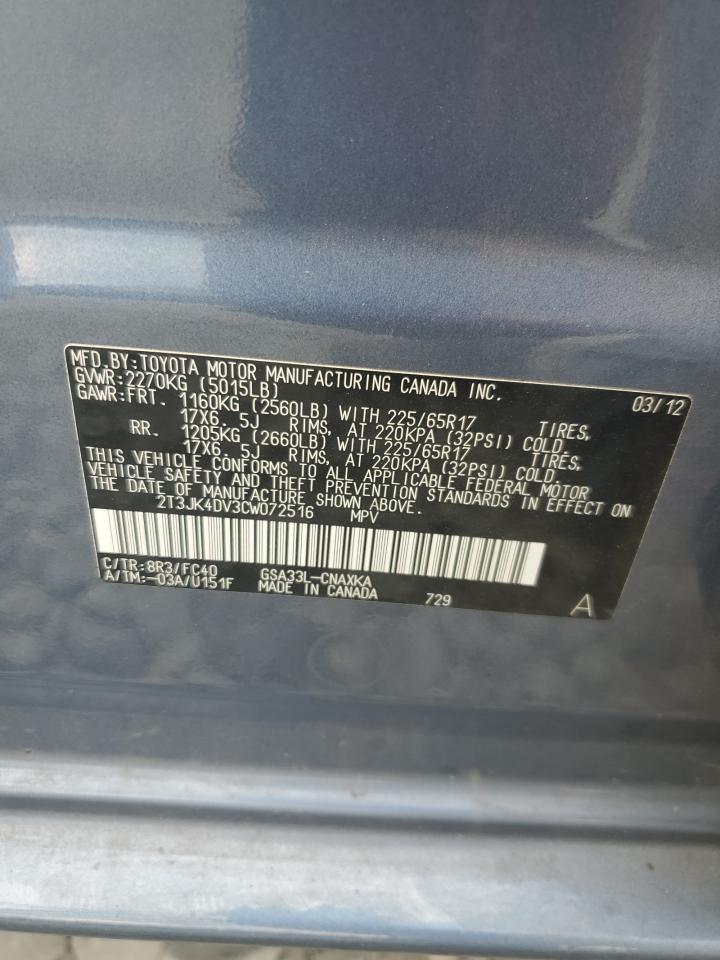 MFD.BY:TOYOTA MOTOR MANUFACTURING CANADA INC. 03/12
GVWR:2270KG (5015LB)
GAWR:FRT. 1160KG (2560LB) WITH 225/65R17 TIRES,
17X6. 5J RIMS, AT 220KPA (32PSI) COLD.
RR. 1205KG (2660LB) WITH 225/65R17 TIRES,
17X6. 5J RIMS, AT 220KPA (32PSI) COLD.
THIS VEHICLE CONFORMS TO ALL APPLICABLE FEDERAL MOTOR
VEHICLE SAFETY AND THEFT PREVENTION STANDARDS IN EFFECT ON
THE DATE OF MANUFACTURE SHOWN ABOVE.
2T3JK4DV3CW072516 MPV
C/TR:8R3/FC40 GSA33L-CNAXKA
A/TM:-03A/U151F MADE IN CANADA 729 A